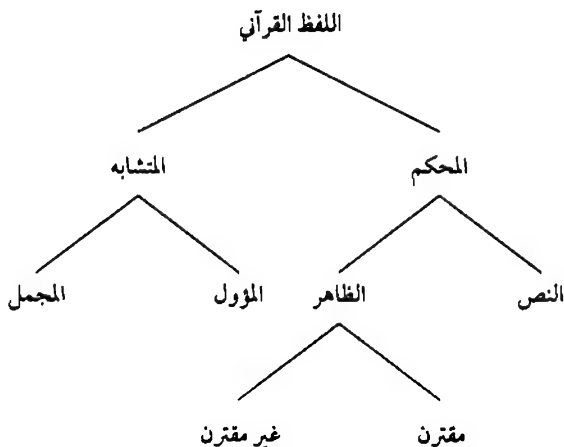 اللفظ القرآني
المحكم المتشابه
النص الظاهر المؤول المجمل
مقترن غير مقترن